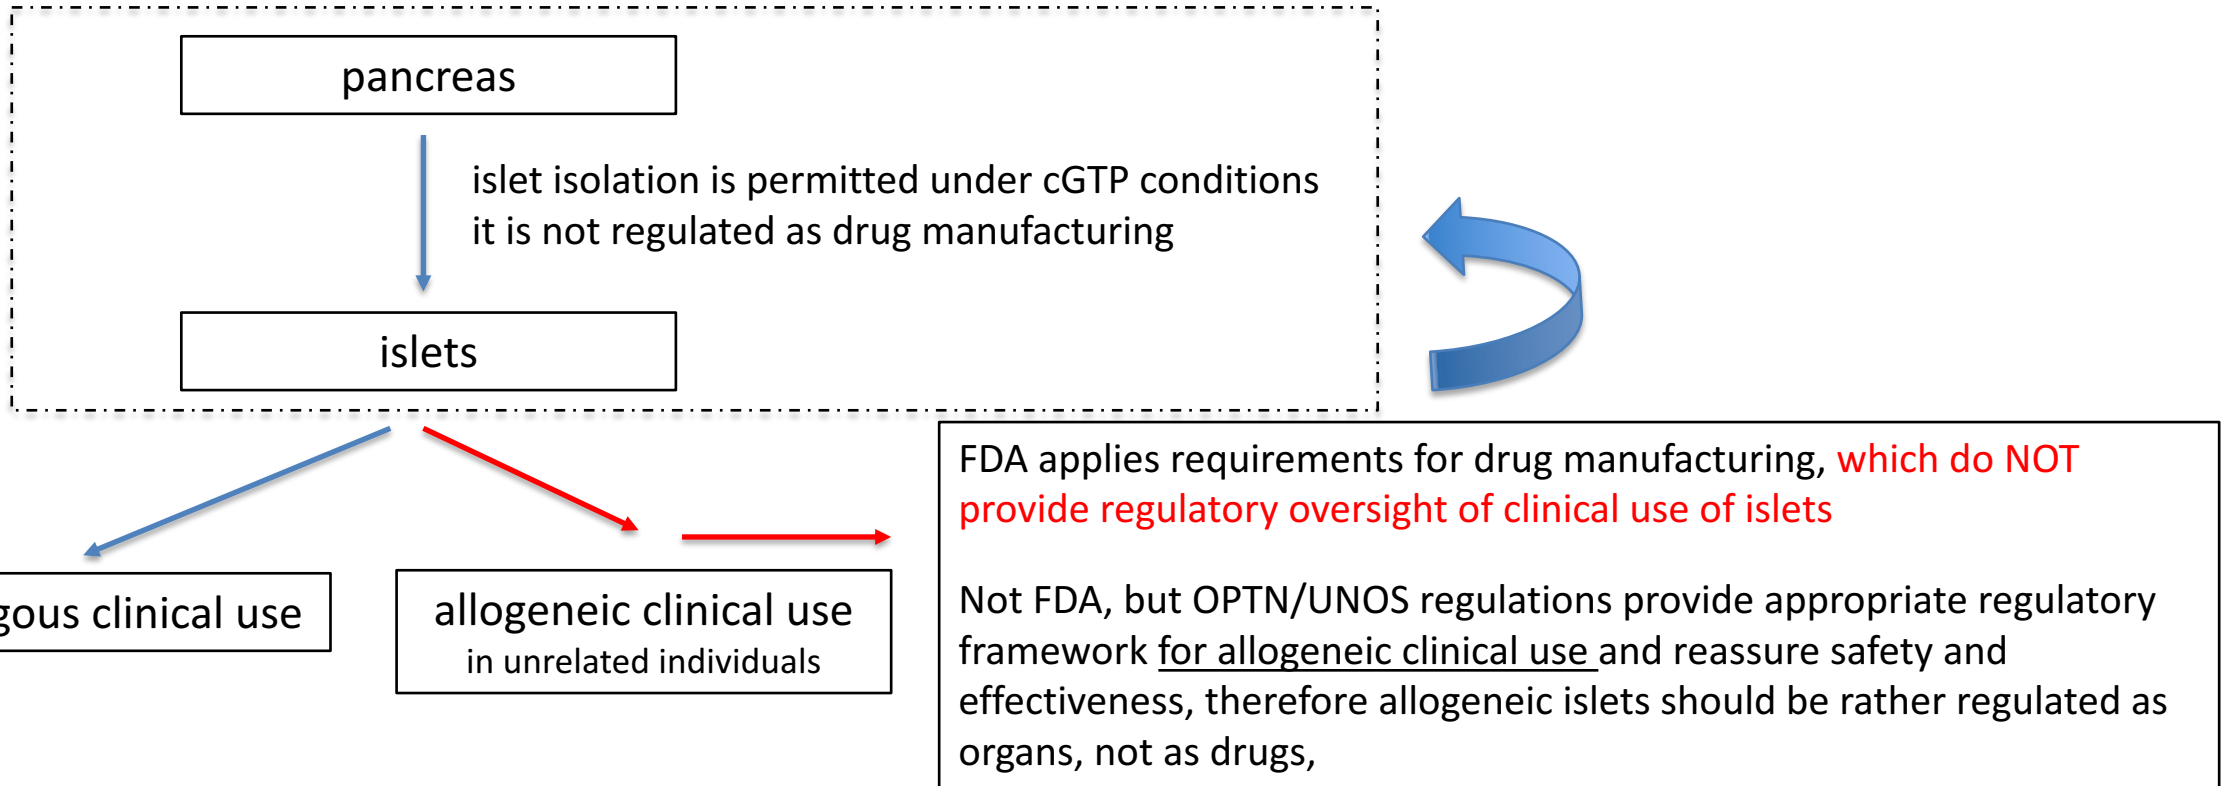 pancreas
islet isolation is permitted under cGTP conditions
it is not regulated as drug manufacturing
islets
clinical use
allogeneic clinical use
in unrelated individuals
FDA applies requirements for drug manufacturing, which do NOT
provide regulatory oversight of clinical use of islets
Not FDA, but OPTN/UNOS regulations provide appropriate regulatory
framework for allogeneic clinical use and reassure safety and
effectiveness, therefore allogeneic islets should be rather regulated as
organs, not as drugs,